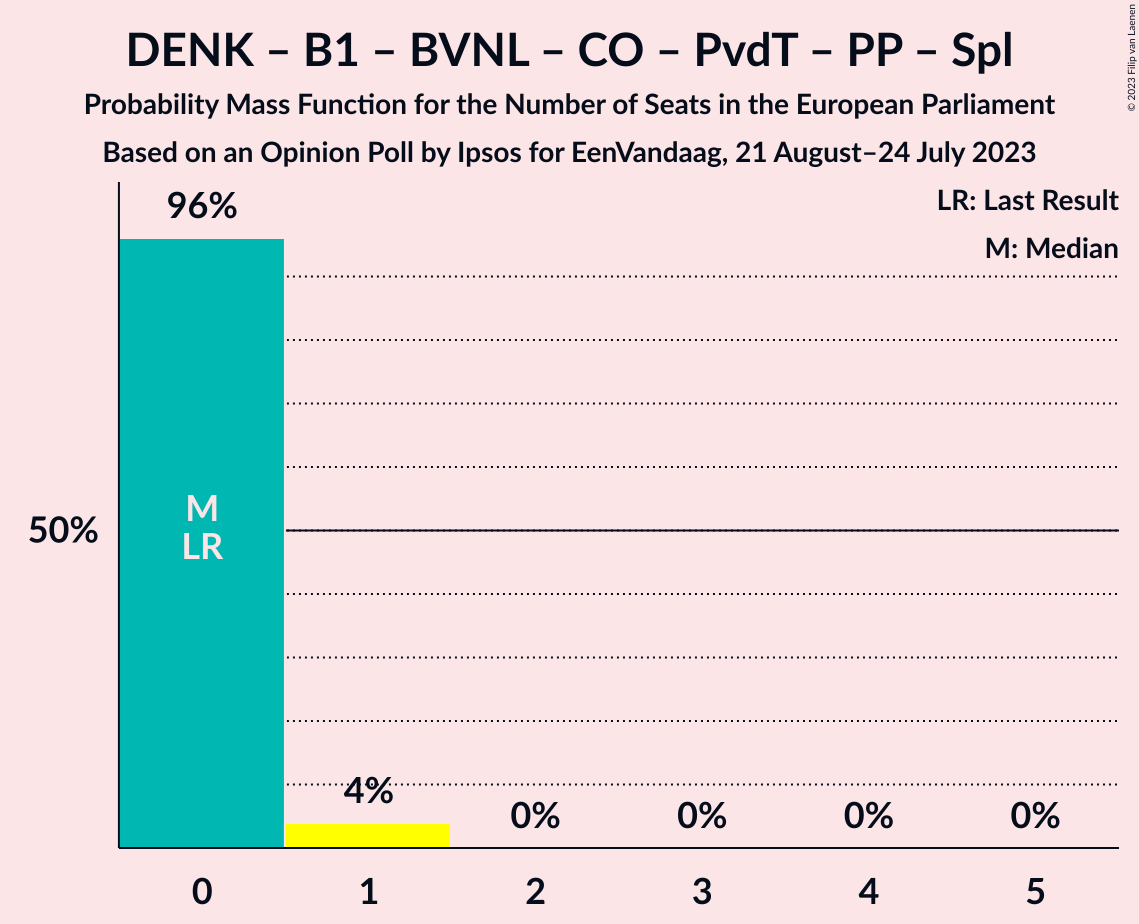 DENK – B1 – BVNL – CO – PvdT – PP – Spl
Probability Mass Function for the Number of Seats in the European Parliament
Based on an Opinion Poll by Ipsos for EenVandaag, 21 August–24 July 2023
© 2023 Filip van Laenen
LR: Last Result
M: Median
96%
M
LR
50%
4%
0%
0%
0%
0%
0
1
2
3
4
5